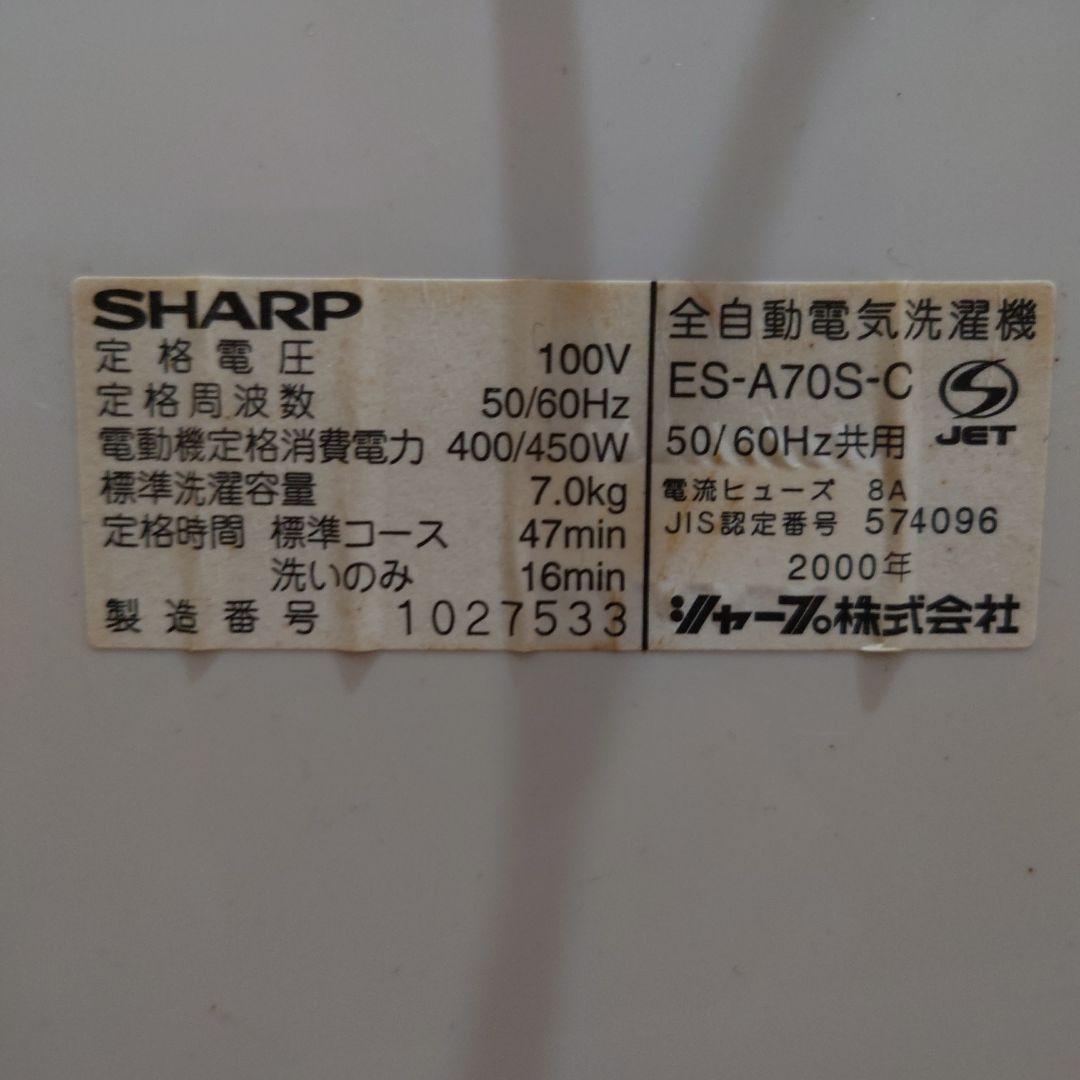 SHARP
定格電圧 100V
定格周波数 50/60Hz
電動機定格消費電力 400/450W
標準洗濯容量 7.0kg
定格時間 標準コース 47min
洗いのみ 16min
製造番号 1027533
全自動電気洗濯機
ES-A70S-C
JET
50/60Hz共用
電流ヒューズ 8A
JIS認定番号 574096
2000年
シャープ株式会社